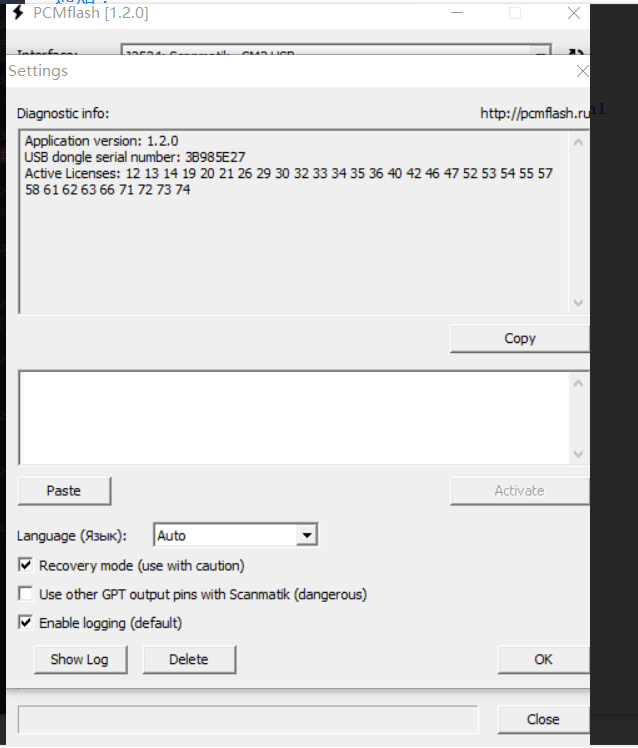 PCMflash [1.2.0]
Settings
Diagnostic info:
http://pcmflash.ru
Application version: 1.2.0
USB dongle serial number: 3B985E27
Active Licenses: 12 13 14 19 20 21 26 29 30 32 33 34 35 36 40 42 46 47 52 53 54 55 57
58 61 62 63 66 71 72 73 74
Copy
Paste
Activate
Language (Язык):
Auto
Recovery mode (use with caution)
Use other GPT output pins with Scanmatik (dangerous)
Enable logging (default)
Show Log
Delete
OK
Close